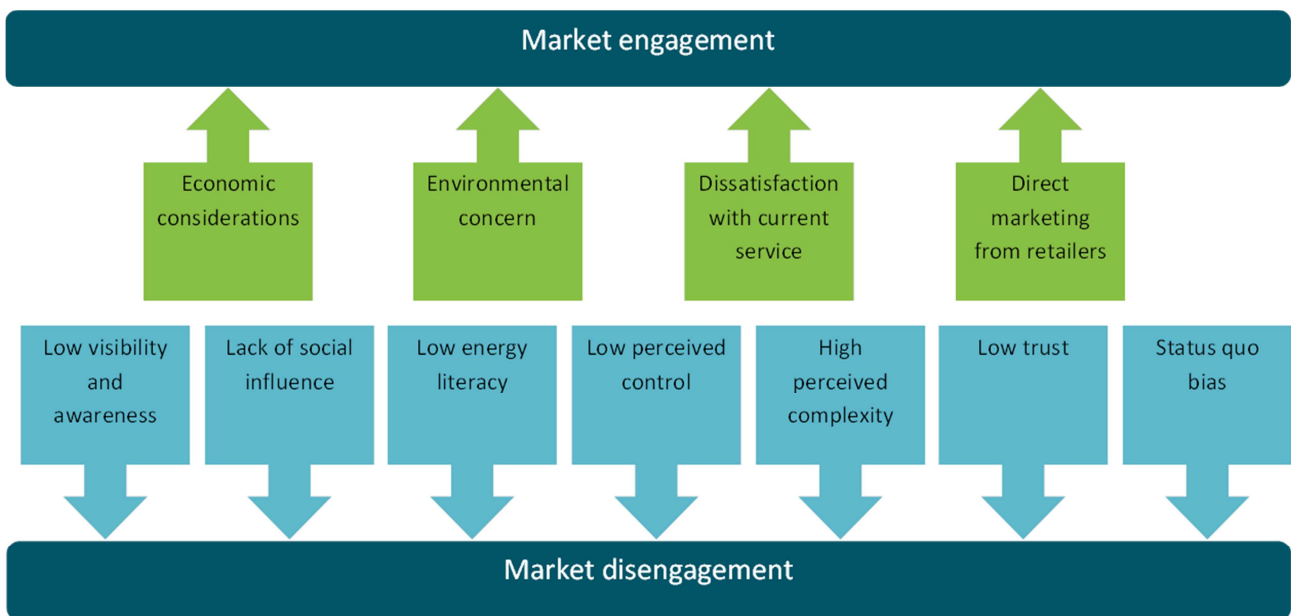 Market engagement
Economic
considerations
Environmental
concern
Dissatisfaction
with current
service
Direct
marketing
from retailers
Low visibility
and
awareness
Lack of social
influence
Low energy
literacy
Low perceived
control
High
perceived
complexity
Low trust
Status quo
bias
Market disengagement